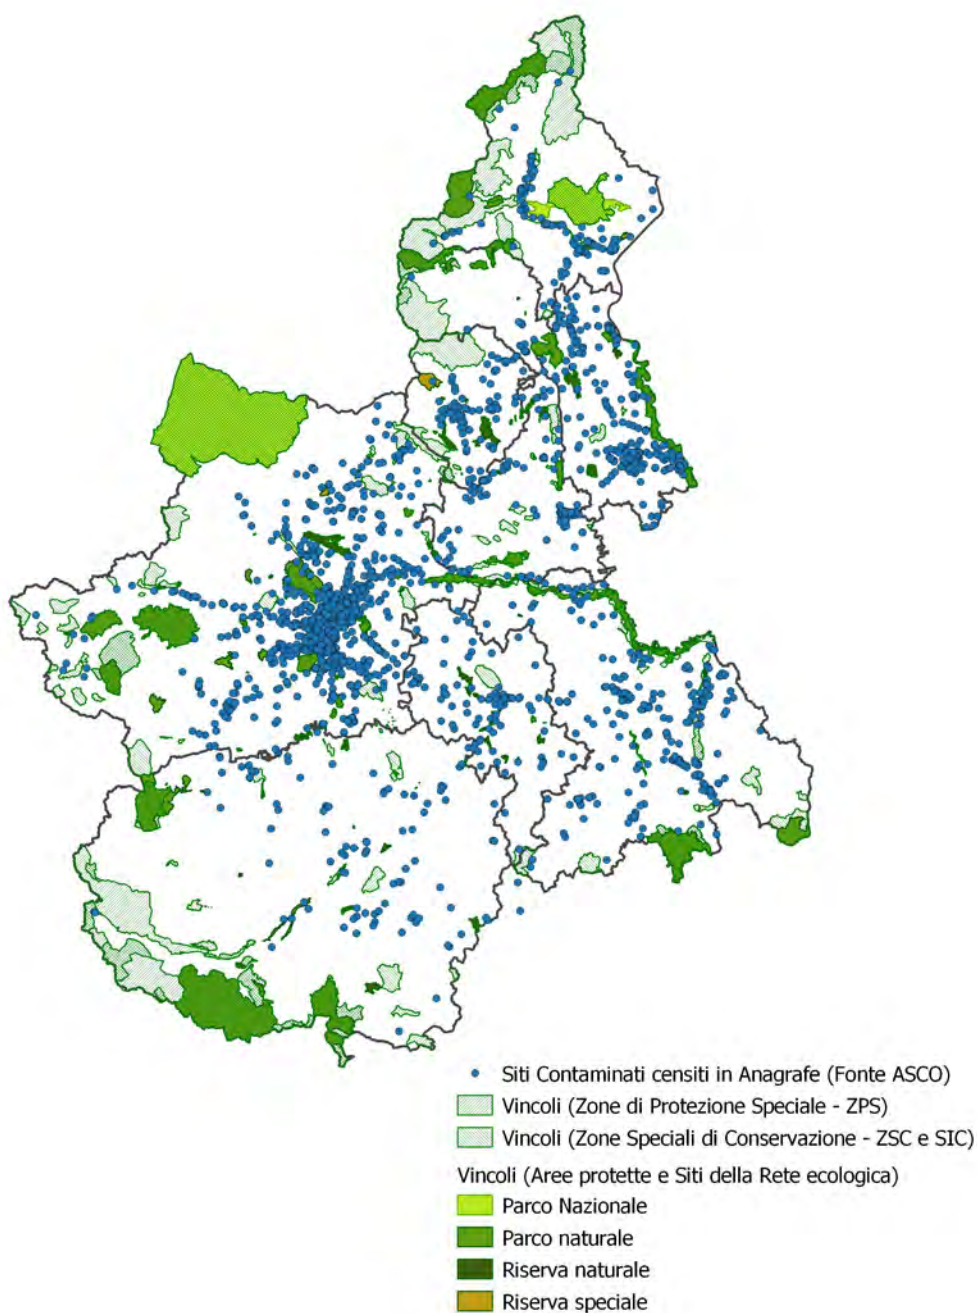 Siti Contaminati censiti in Anagrafe (Fonte ASCO)
Vincoli (Zone di Protezione Speciale - ZPS)
Vincoli (Zone Speciali di Conservazione - ZSC e SIC)
Vincoli (Aree protette e Siti della Rete ecologica)
Parco Nazionale
Parco naturale
Riserva naturale
Riserva speciale